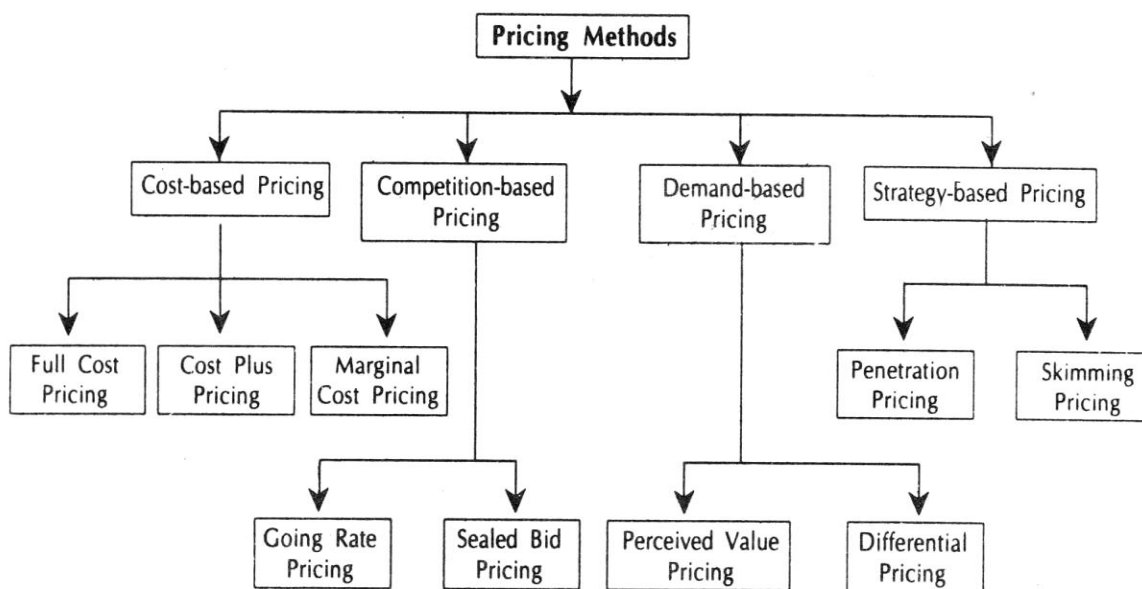 Pricing Methods
Cost-based Pricing
Competition-based
Pricing
Demand-based
Pricing
Strategy-based Pricing
Full Cost
Pricing
Cost Plus
Pricing
Marginal
Cost Pricing
Penetration
Pricing
Skimming
Pricing
Going Rate
Pricing
Sealed Bid
Pricing
Perceived Value
Pricing
Differential
Pricing